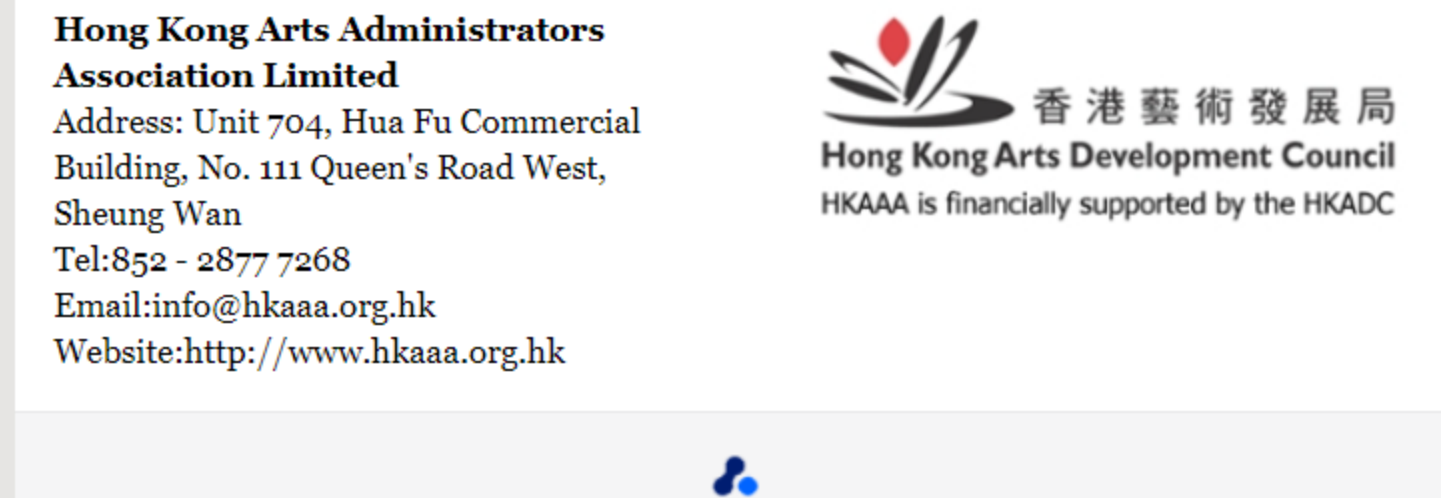 Hong Kong Arts Administrators
Association Limited
Address: Unit 704, Hua Fu Commercial
Building, No. 111 Queen's Road West,
Sheung Wan
Tel:852 - 2877 7268
Email:info@hkaaa.org.hk
Website:http://www.hkaaa.org.hk
香港藝術發展局
Hong Kong Arts Development Council
HKAAA is financially supported by the HKADC